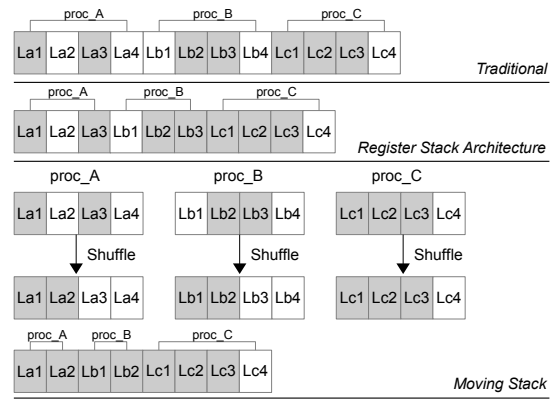 proc_A proc_B proc_C
La1 La2 La3 La4 Lb1 Lb2 Lb3 Lb4 Lc1 Lc2 Lc3 Lc4
Traditional
proc_A proc_B proc_C
La1 La2 La3 Lb1 Lb2 Lb3 Lc1 Lc2 Lc3 Lc4
Register Stack Architecture
proc_A proc_B proc_C
La1 La2 La3 La4 Lb1 Lb2 Lb3 Lb4 Lc1 Lc2 Lc3 Lc4
Shuffle Shuffle Shuffle
La1 La2 La3 La4 Lb1 Lb2 Lb3 Lb4 Lc1 Lc2 Lc3 Lc4
proc_A proc_B proc_C
La1 La2 Lb1 Lb2 Lc1 Lc2 Lc3 Lc4
Moving Stack